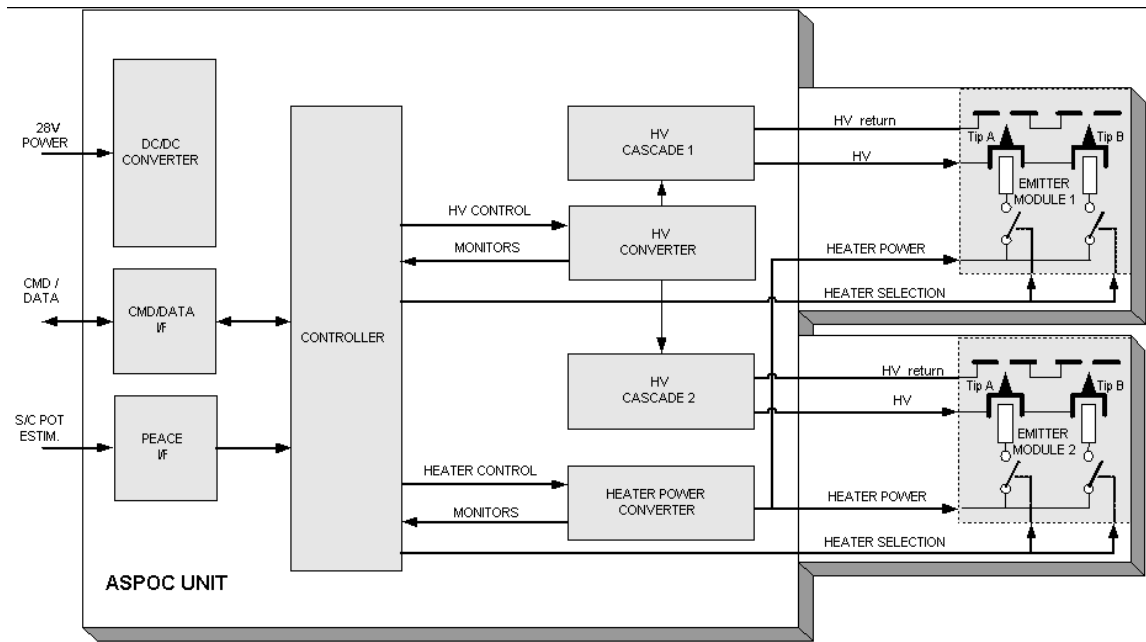 28V
POWER
DC/DC
CONVERTER
CMD /
DATA
CMD/DATA
I/F
S/C POT
ESTIM.
PEACE
I/F
CONTROLLER
HV CONTROL
MONITORS
HEATER CONTROL
MONITORS
HV
CASCADE 1
HV
CONVERTER
HV
CASCADE 2
HEATER POWER
CONVERTER
HV return
HV
HEATER POWER
HEATER SELECTION
Tip A
Tip B
EMITTER
MODULE 1
HV return
HV
HEATER POWER
HEATER SELECTION
Tip A
Tip B
EMITTER
MODULE 2
ASPOC UNIT